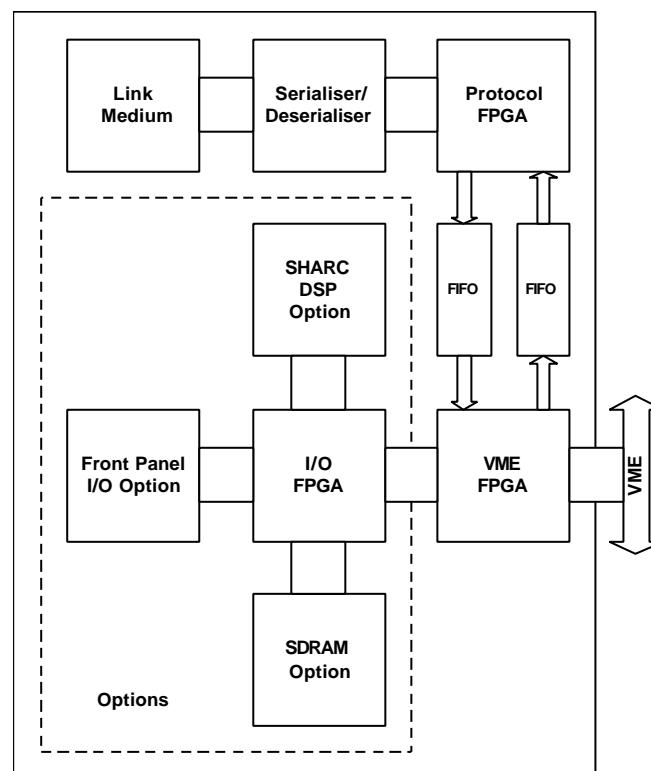 Link
Medium
Serialiser/
Deserialiser
Protocol
FPGA
SHARC
DSP
Option
FIFO
FIFO
Front Panel
I/O Option
I/O
FPGA
VME
FPGA
VME
SDRAM
Option
Options